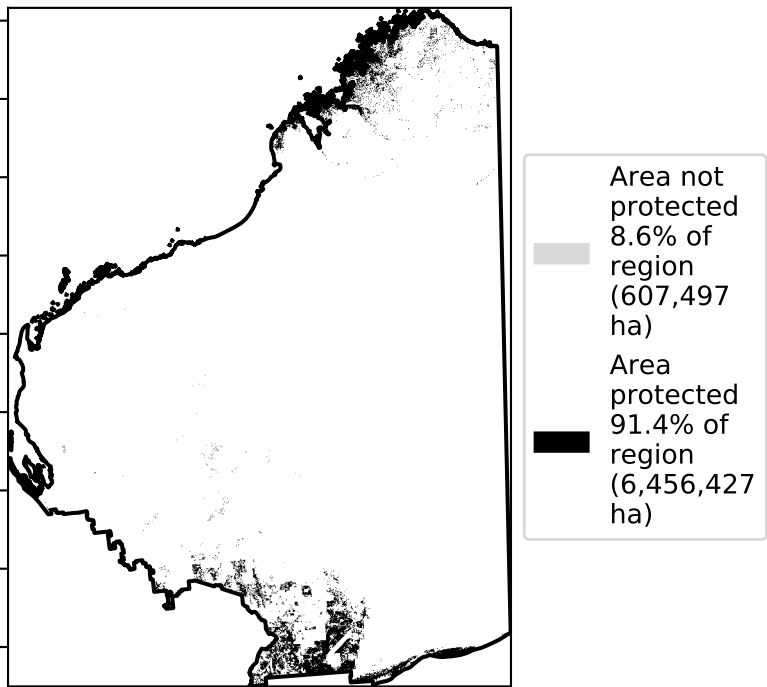 Area not
protected
8.6% of
region
(607,497
ha)
Area
protected
91.4% of
region
(6,456,427
ha)